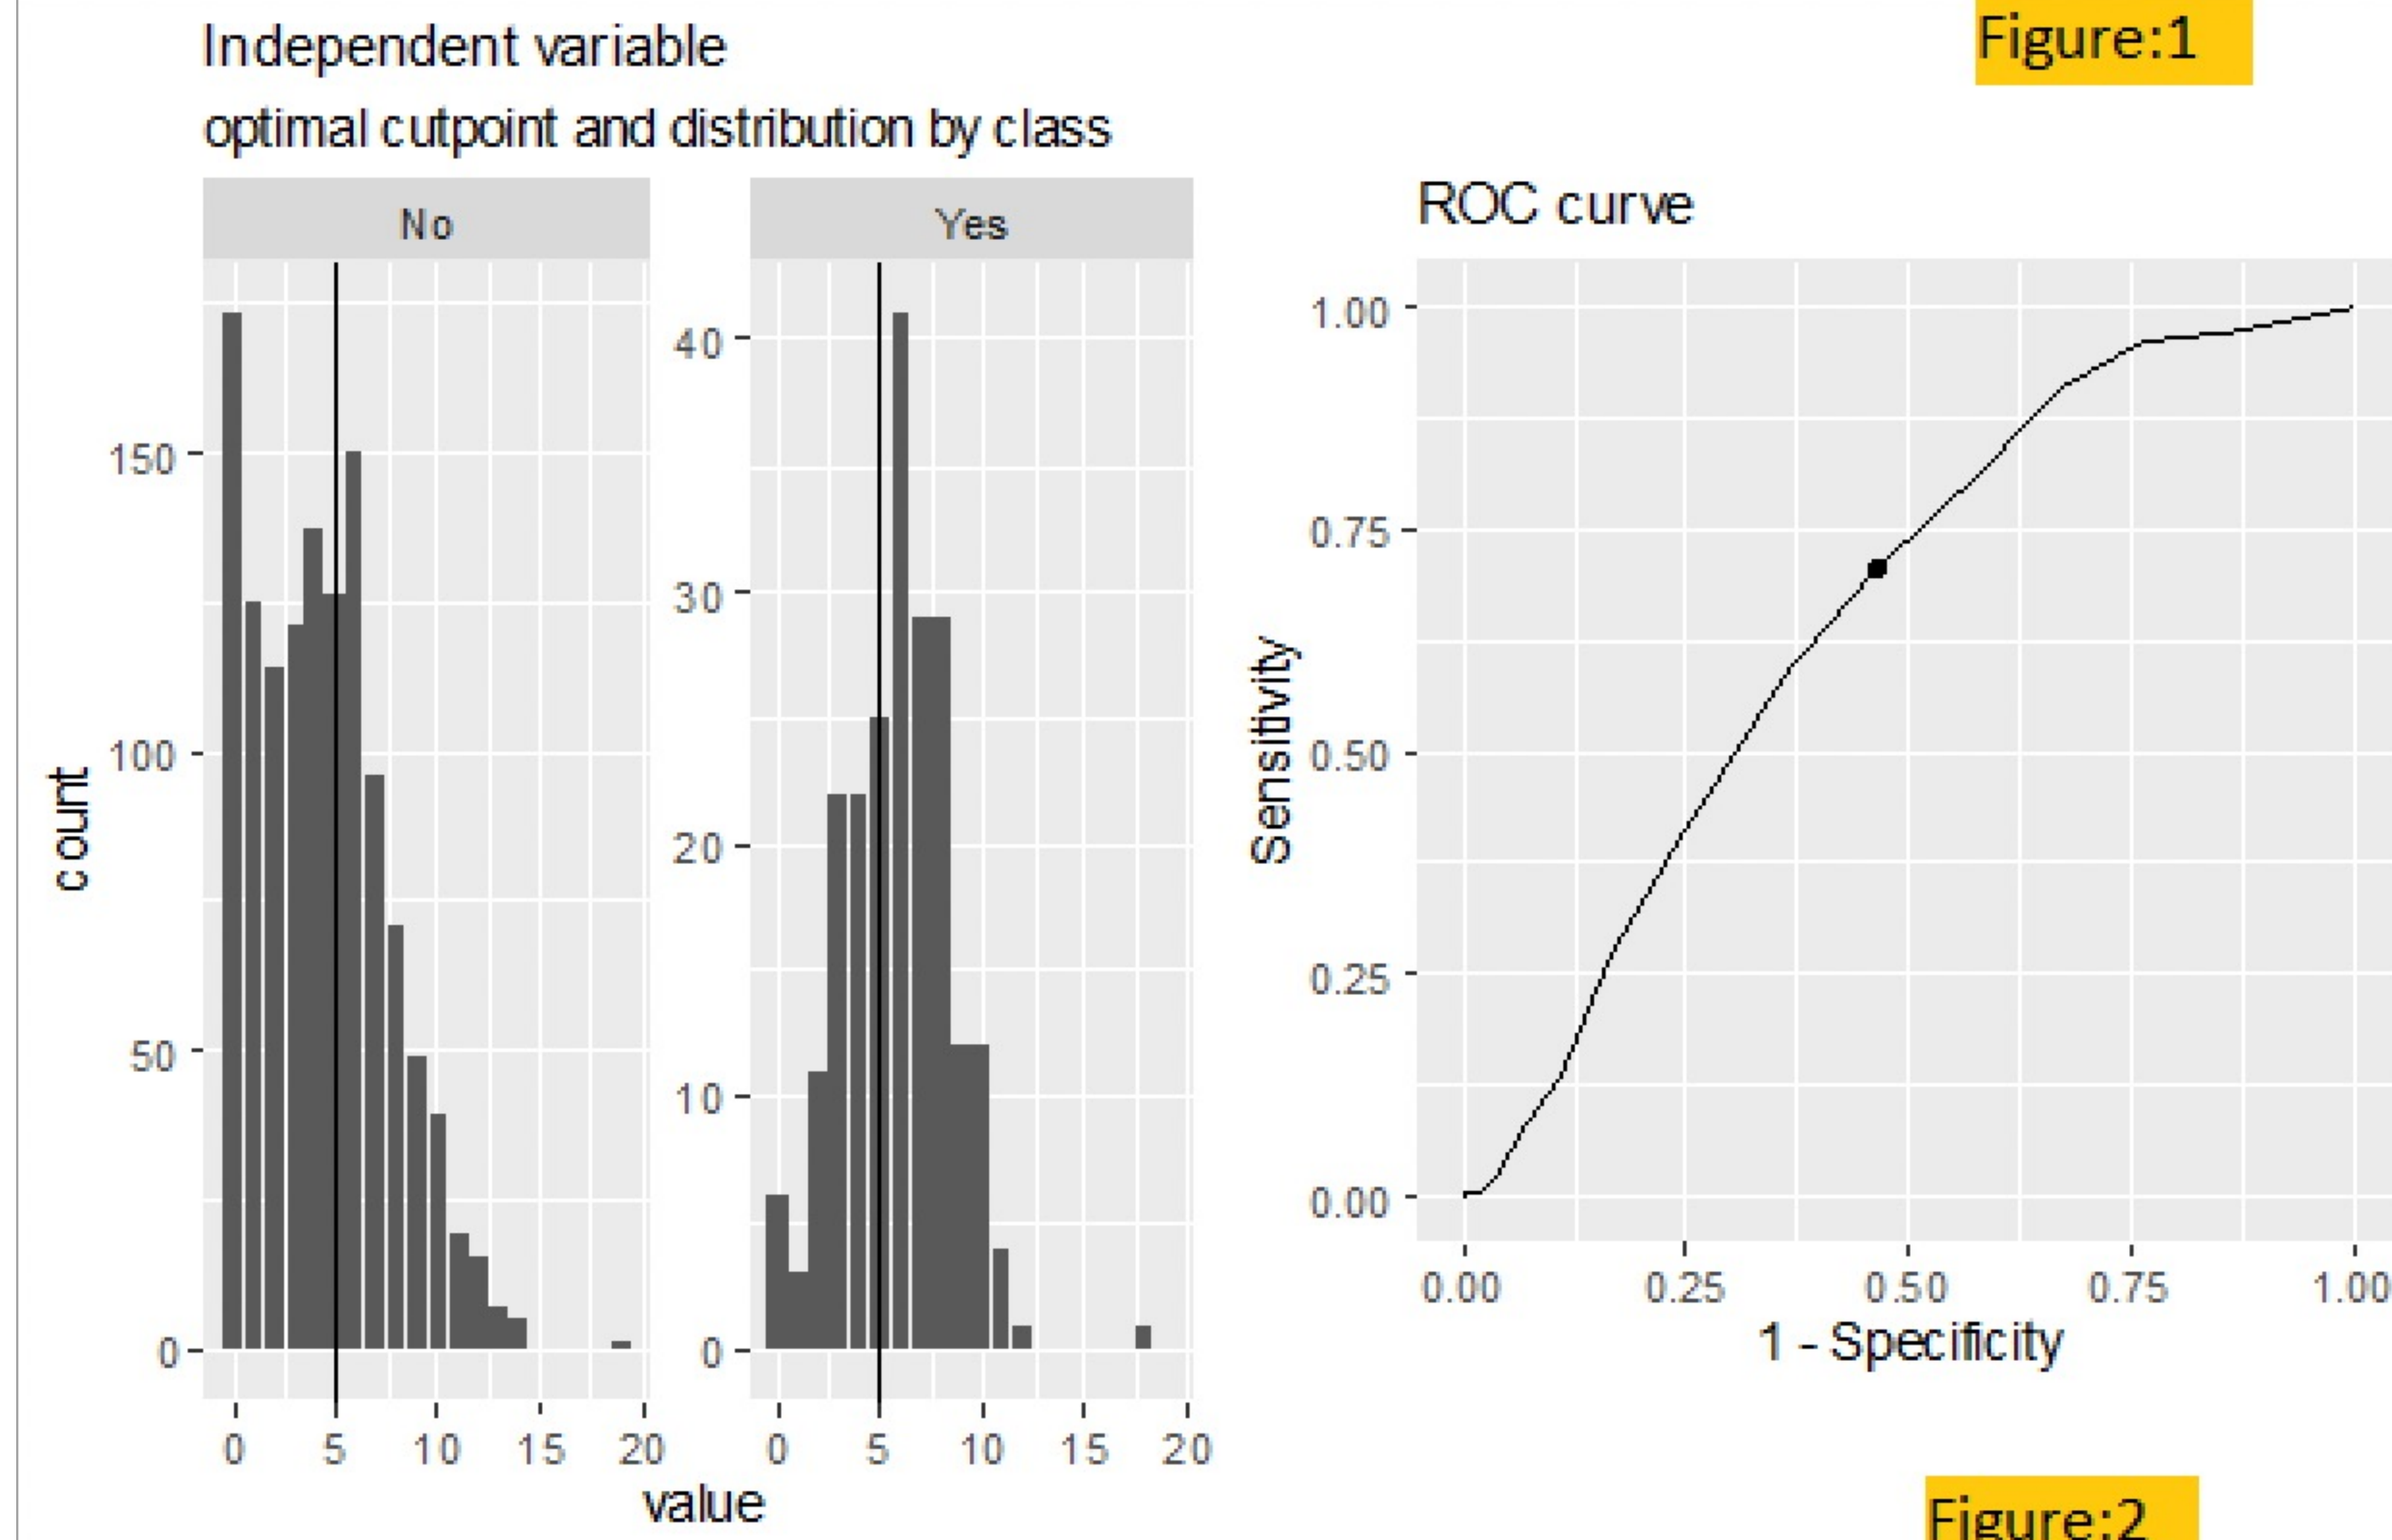 Figure:1
Independent variable
optimal cutpoint and distribution by class
No
Yes
count
150
100
50
0
40
30
20
10
0
0 5 10 15 20
0 5 10 15 20
value
ROC curve
Sensitivity
1.00
0.75
0.50
0.25
0.00
0.00 0.25 0.50 0.75 1.00
1 - Specificity
Figure:2